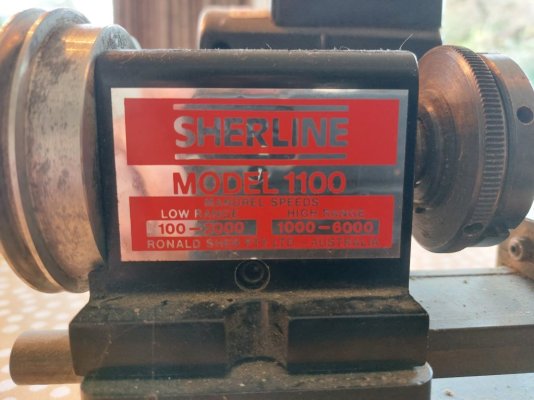 SHERLINE
MODEL 1100
MANDREL SPEEDS
LOW RANGE HIGH RANGE
1000-6000
RONALD AUSTRALIA